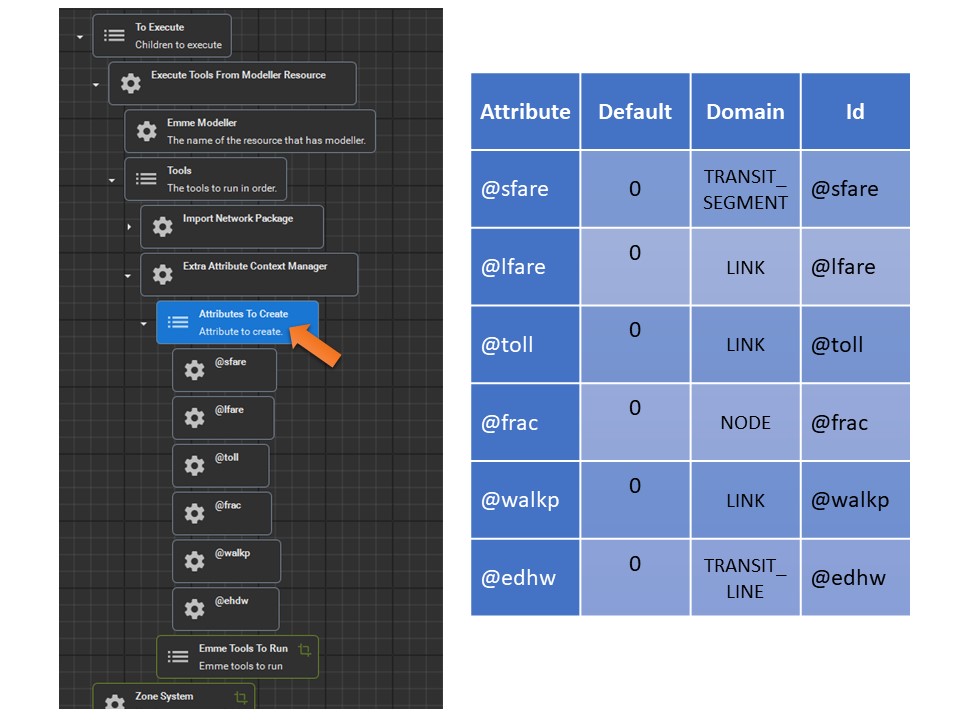 To Execute
Children to execute
Execute Tools From Modeller Resource
Emme Modeller
The name of the resource that has modeller.
Tools
The tools to run in order.
Import Network Package
Extra Attribute Context Manager
Attributes To Create
Attribute to create.
@sfare
@lfare
@toll
@frac
@walkp
@ehdw
Emme Tools To Run
Emme tools to run
Zone System
Attribute Default Domain Id
@sfare 0 TRANSIT_
SEGMENT @sfare
@lfare 0 LINK @lfare
@toll 0 LINK @toll
@frac 0 NODE @frac
@walkp 0 LINK @walkp
@edhw 0 TRANSIT_
LINE @edhw